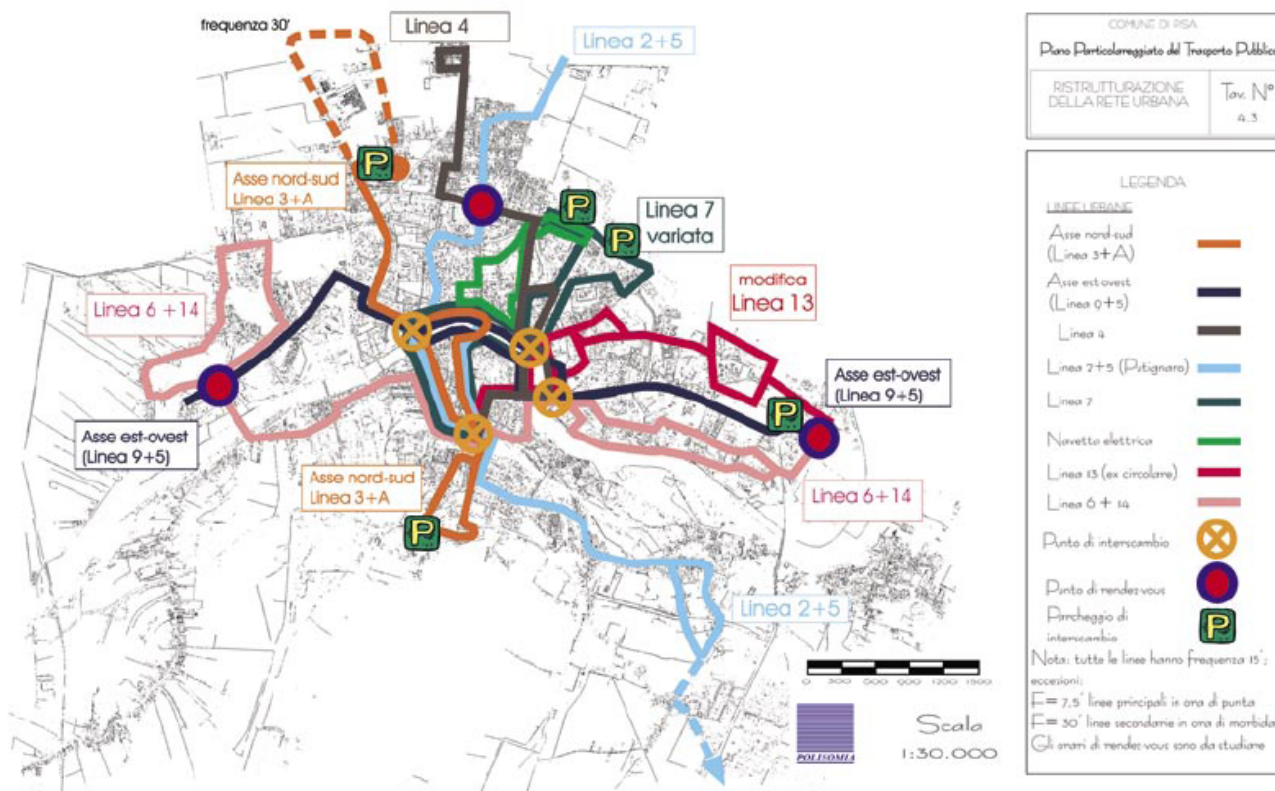 frequenza 30'
Linea 4
Linea 2+5
Asse nord-sud
Linea 3+A
Linea 7
variata
modifica
Linea 13
Linea 6+14
Asse est-ovest
(Linea 9+5)
Asse est-ovest
(Linea 9+5)
Asse nord-sud
Linea 3+A
Linea 6+14
Linea 2+5
P
P
P
P
P
0 300 600 900 1200 1500
POLISOMIA
Scala
1:30.000
COMUNE DI PISA
Piano Particolareggiato del Trasporto Pubblico
RISTRUTTURAZIONE
DELLA RETE URBANA
Tav. N°
4.3
LEGENDA
LINEE URBANE
Asse nord-sud
(Linea 3+A)
Asse est-ovest
(Linea 9+5)
Linea 4
Linea 2+5 (Putignano)
Linea 7
Navetta elettrica
Linea 13 (ex circolare)
Linea 6 + 14
Punto di interscambio
Punto di rendez-vous
Parcheggio di
interscambio
P
Nota: tutte le linee hanno frequenza 15';
eccezioni:
F= 7,5' linee principali in ora di punta
F= 30' linee secondarie in ora di morbida
Gli orari di rendez-vous sono da studiare